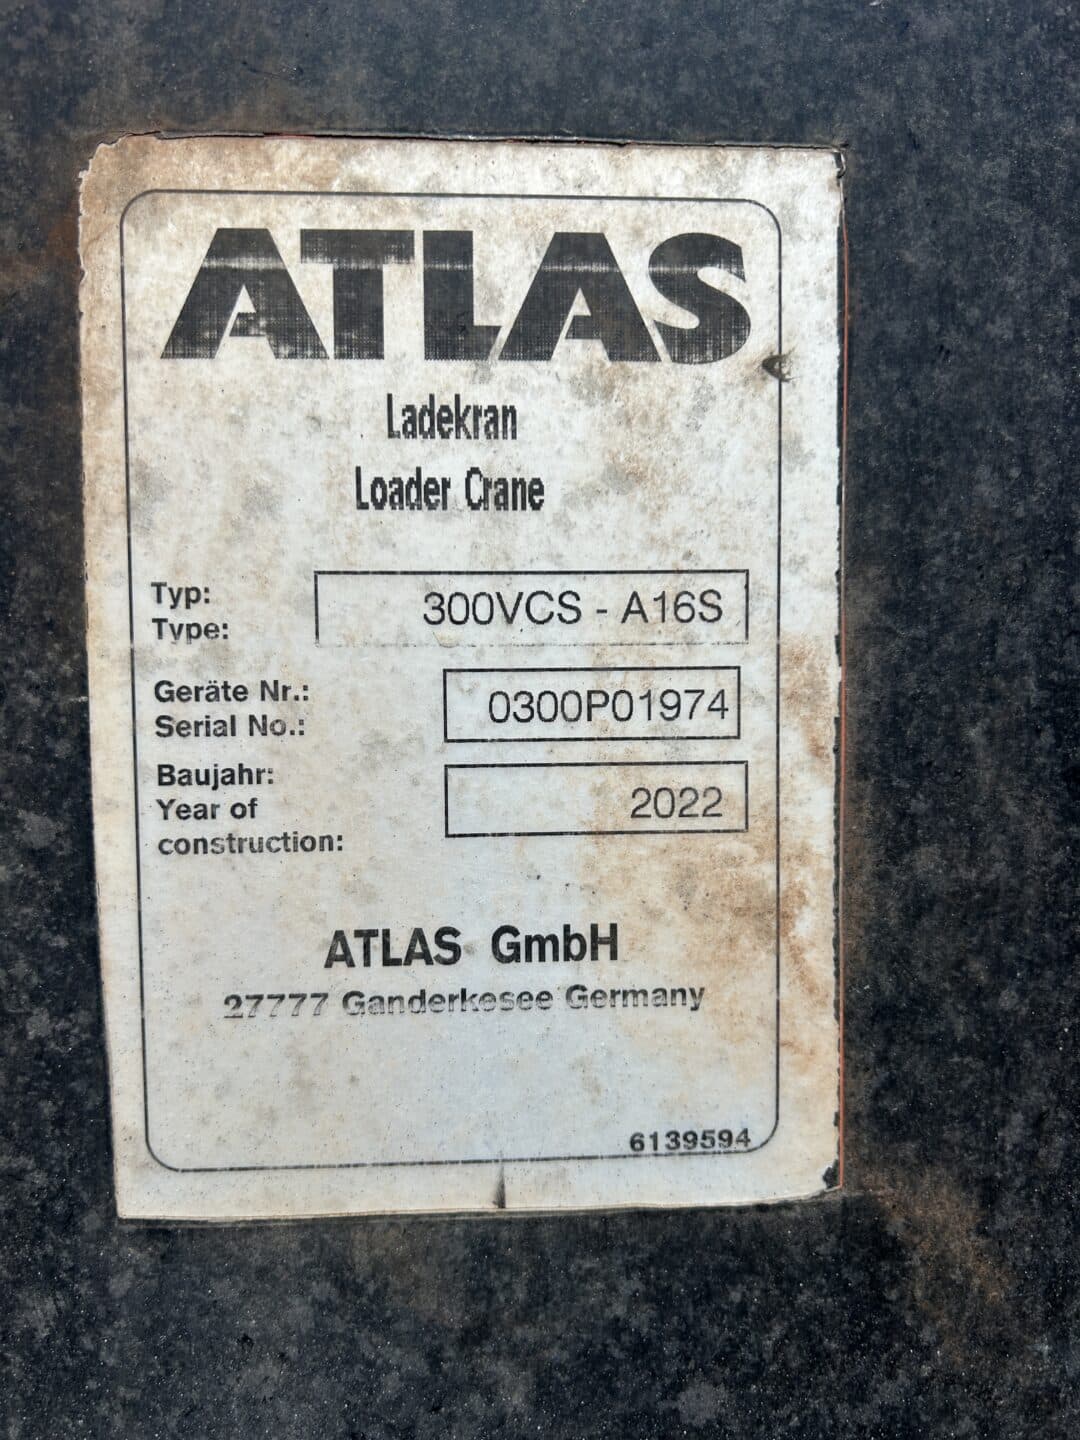 ATLAS
Ladekran
Loader Crane
Typ:
Type:
300VCS - A16S
Geräte Nr.:
Serial No.:
0300P01974
Baujahr:
Year of
construction:
2022
ATLAS GmbH
27777 Ganderkesee Germany
6139594